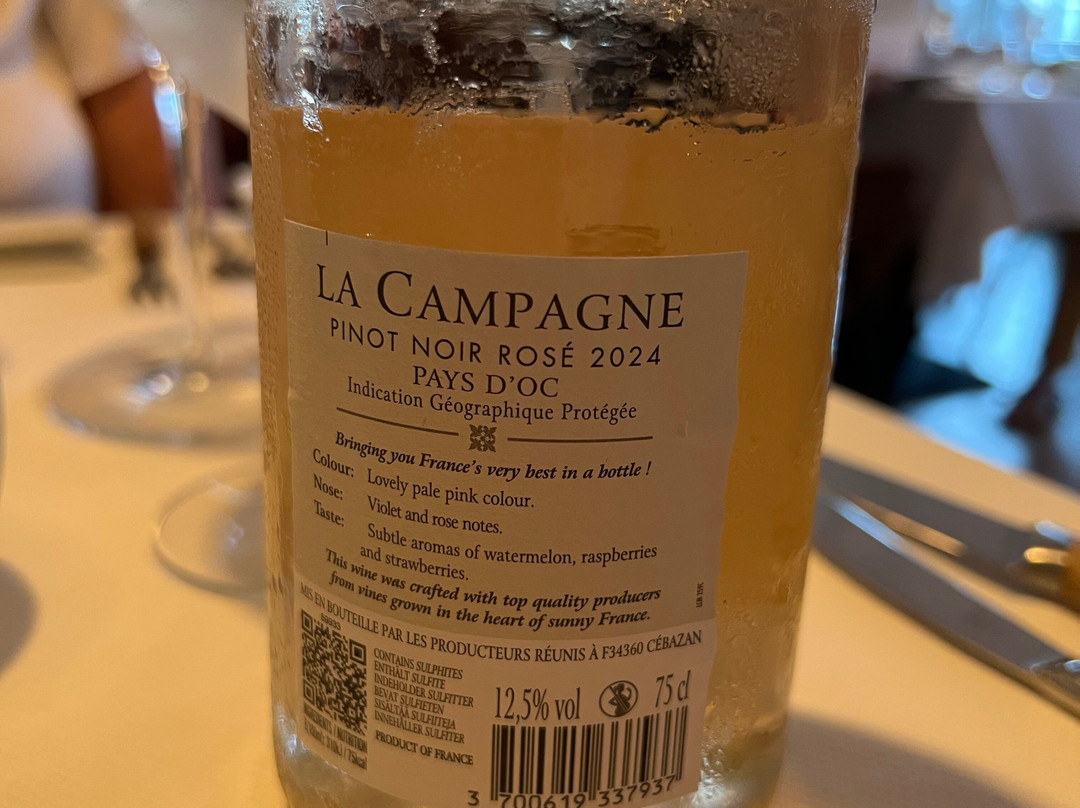 LA CAMPAGNE
PINOT NOIR ROSÉ 2024
PAYS D'OC
Indication Géographique Protégée
Bringing you France's very best in a bottle !
Colour: Lovely pale pink colour.
Nose: Violet and rose notes.
Taste: Subtle aromas of watermelon, raspberries
and strawberries.
This wine was crafted with top quality producers
from vines grown in the heart of sunny France.
MIS EN BOUTEILLE PAR LES PRODUCTEURS RÉUNIS À F34360 CÉBAZAN
CONTAINS SULPHITES
ENTHÄLT SULFITE
INDEHOLDER SULFITTER
BEVAT SULFIETEN
SISÄLTÄÄ SULFIITTEJA
INNEHÅLLER SULFITER
PRODUCT OF FRANCE
INGREDIENTS / NUTRITION
12,5% vol 75 cl
3 700619 337937